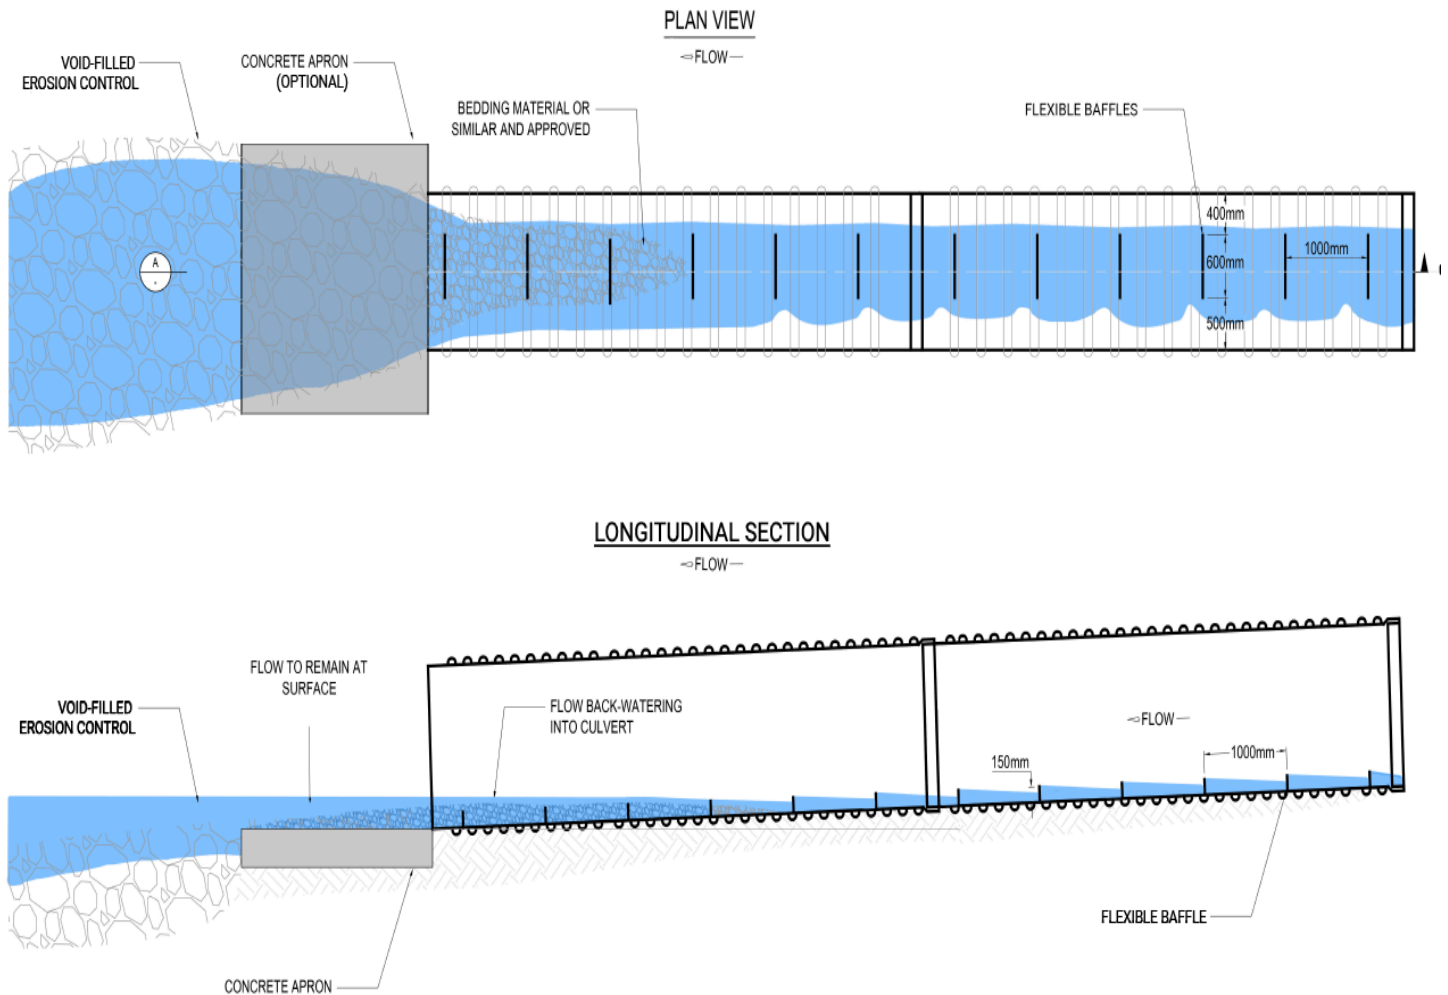 PLAN VIEW
FLOW
VOID-FILLED
EROSION CONTROL
CONCRETE APRON
(OPTIONAL)
BEDDING MATERIAL OR
SIMILAR AND APPROVED
FLEXIBLE BAFFLES
400mm
600mm
1000mm
500mm
A
LONGITUDINAL SECTION
FLOW
FLOW TO REMAIN AT
SURFACE
VOID-FILLED
EROSION CONTROL
FLOW BACK-WATERING
INTO CULVERT
FLOW
150mm
1000mm
FLEXIBLE BAFFLE
CONCRETE APRON